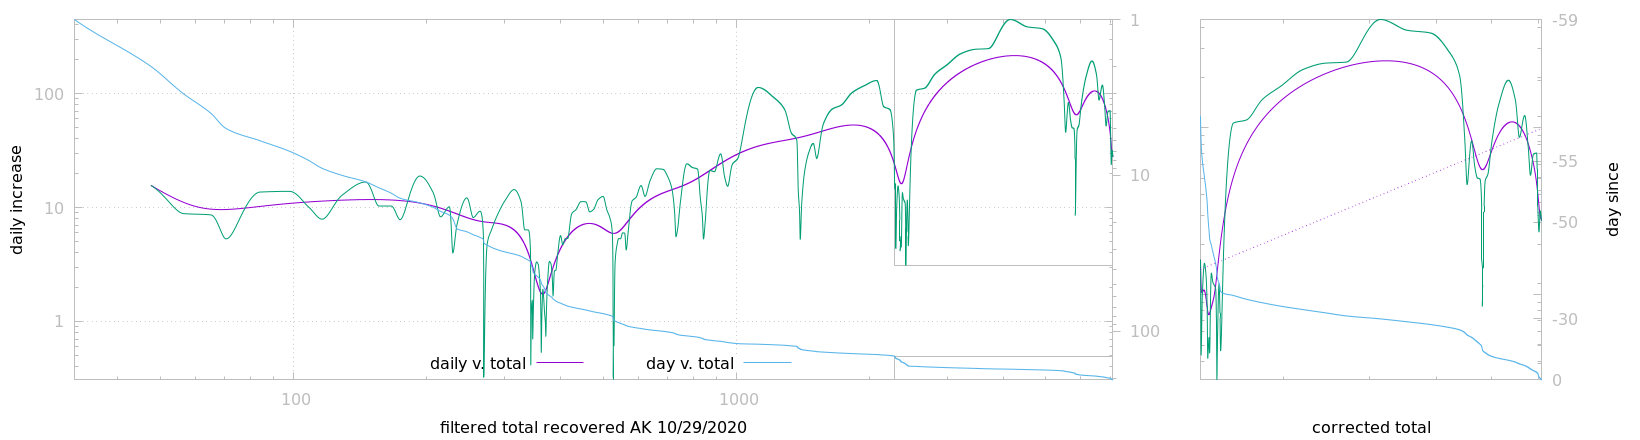 daily increase
100
10
1
100
1000
daily v. total
day v. total
filtered total recovered AK 10/29/2020
1
10
100
-59
-55
-50
-30
0
day since
corrected total